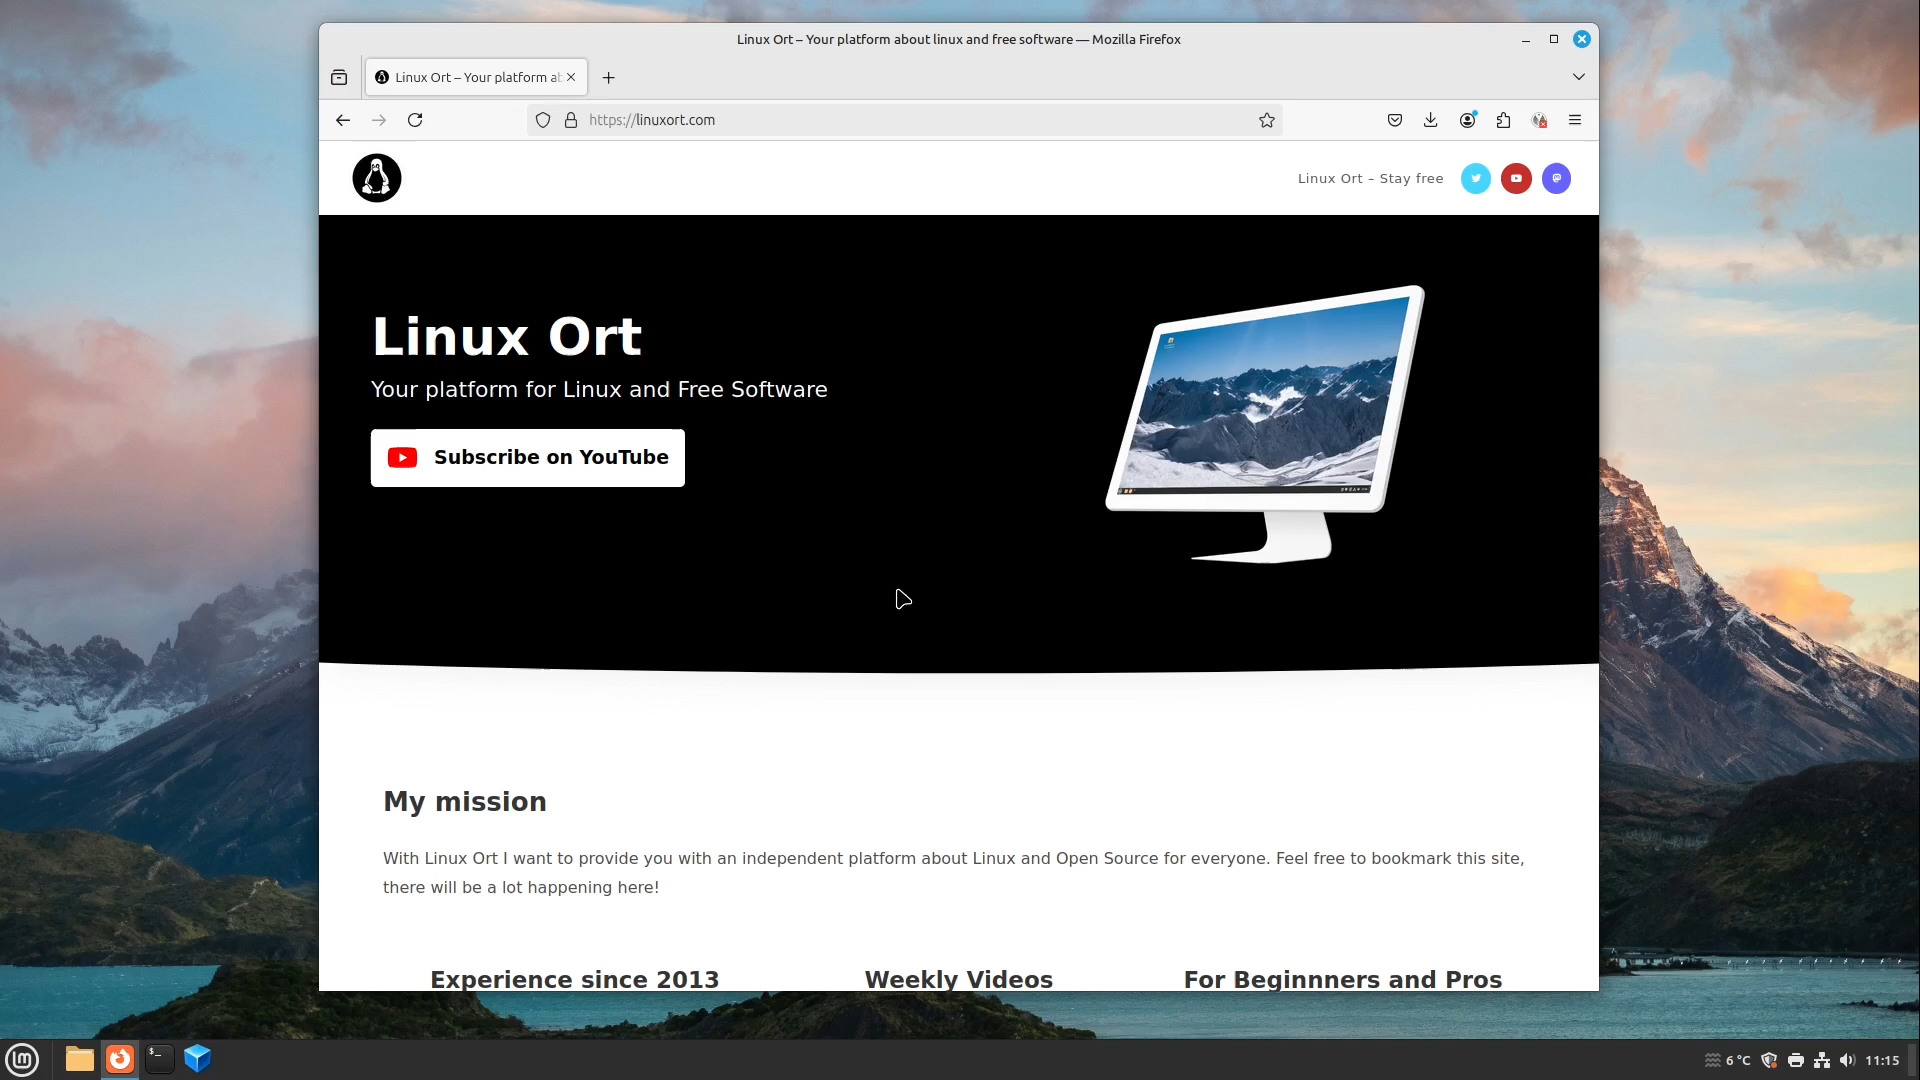 Linux Ort – Your platform about linux and free software — Mozilla Firefox
Linux Ort – Your platform ab
https://linuxort.com
Linux Ort – Stay free
Linux Ort
Your platform for Linux and Free Software
Subscribe on YouTube
My mission
With Linux Ort I want to provide you with an independent platform about Linux and Open Source for everyone. Feel free to bookmark this site,
there will be a lot happening here!
Experience since 2013
Weekly Videos
For Beginnners and Pros
$_
6 °C
11:15